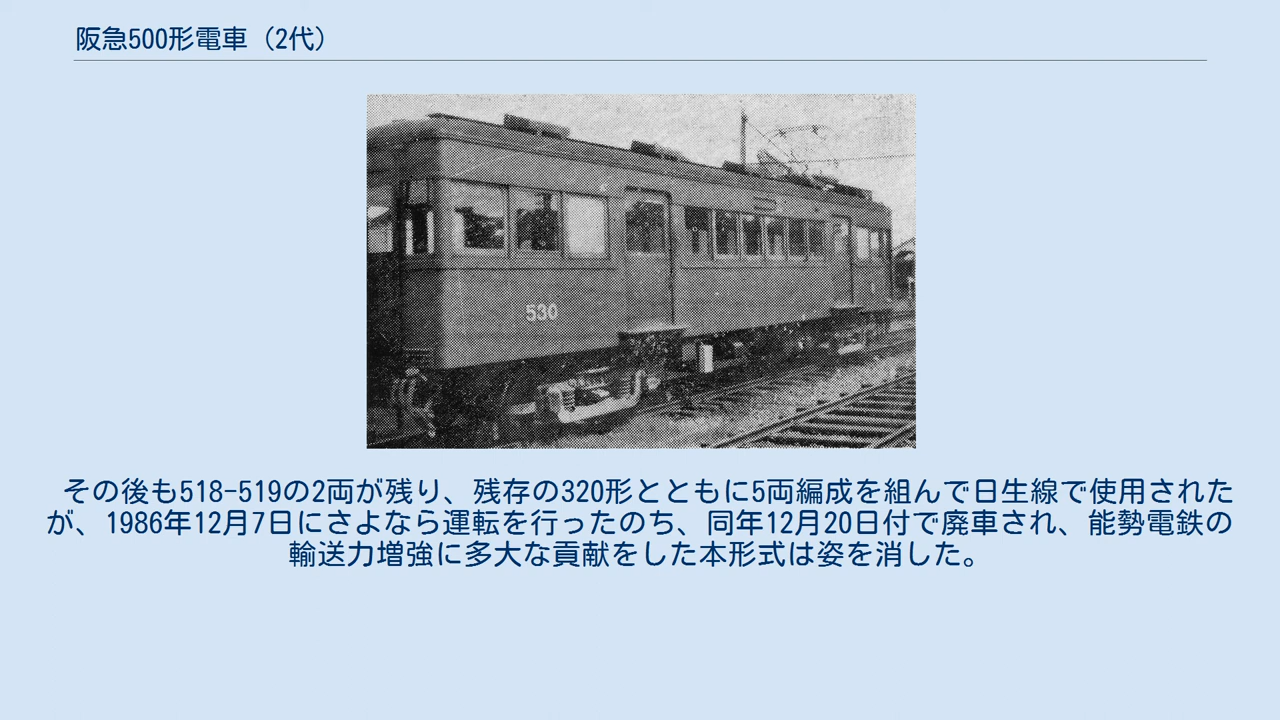 阪急500形電車（2代）
530
その後も518-519の2両が残り、残存の320形とともに5両編成を組んで日生線で使用された
が、1986年12月7日にさよなら運転を行ったのち、同年12月20日付で廃車され、能勢電鉄の
輸送力増強に多大な貢献をした本形式は姿を消した。